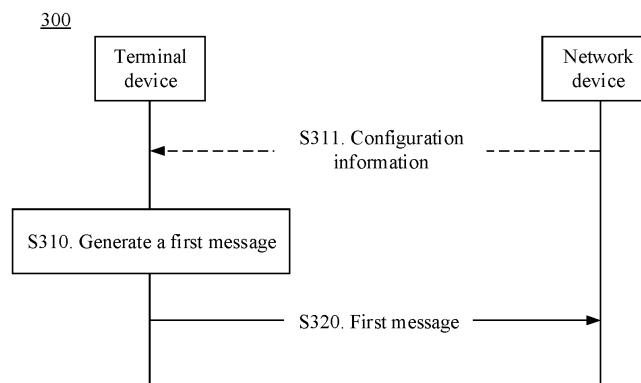 300
Terminal
device
Network
device
S311. Configuration
information
S310. Generate a first message
S320. First message